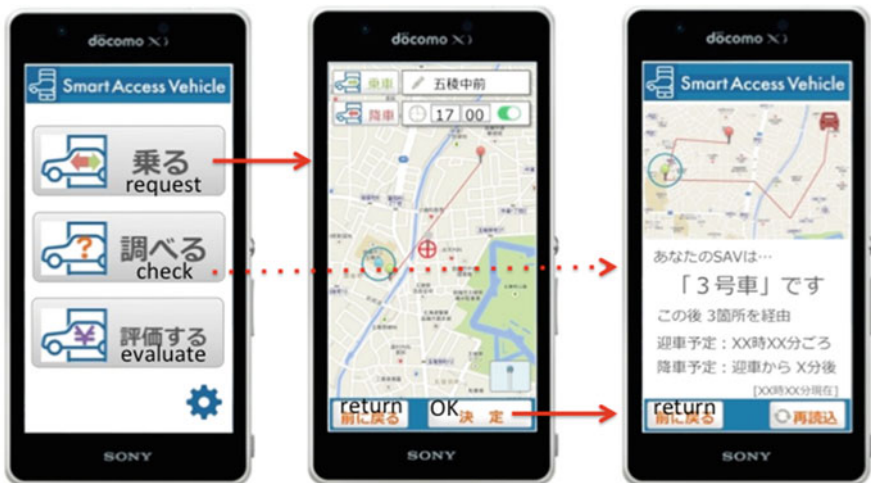 döcomo Xi
Smart Access Vehicle
乗る
request
調べる
check
評価する
evaluate
SONY
döcomo Xi
乗車
五稜中前
降車
17 00
return
前に戻る
OK
決 定
SONY
döcomo Xi
Smart Access Vehicle
あなたのSAVは…
「３号車」です
この後 3箇所を経由
迎車予定：XX時XX分ごろ
降車予定：迎車から X分後
[XX時XX分現在]
return
前に戻る
再読込
SONY